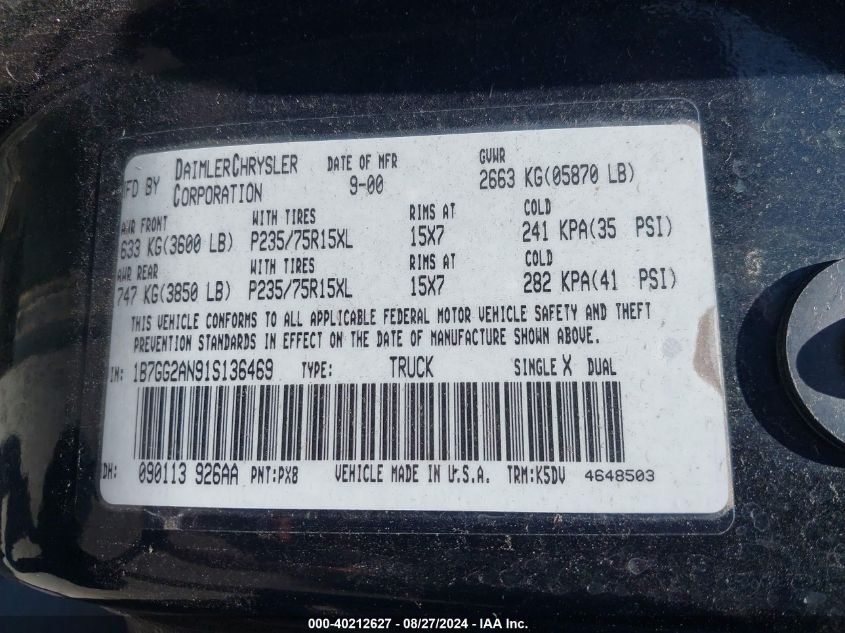 FD BY DAIMLERCHRYSLER CORPORATION DATE OF MFR 9-00 GVWR 2663 KG(05870 LB)
AWR FRONT WITH TIRES RIMS AT COLD
633 KG(3600 LB) P235/75R15XL 15X7 241 KPA(35 PSI)
AWR REAR WITH TIRES RIMS AT COLD
747 KG(3850 LB) P235/75R15XL 15X7 282 KPA(41 PSI)
THIS VEHICLE CONFORMS TO ALL APPLICABLE FEDERAL MOTOR VEHICLE SAFETY AND THEFT
PREVENTION STANDARDS IN EFFECT ON THE DATE OF MANUFACTURE SHOWN ABOVE.
IN: 1B7GG2AN91S136469 TYPE: TRUCK SINGLE X DUAL
DH: 090113 926AA PNT:PX8 VEHICLE MADE IN U.S.A. TRM:K5DV 4648503
000-40212627 - 08/27/2024 - IAA Inc.